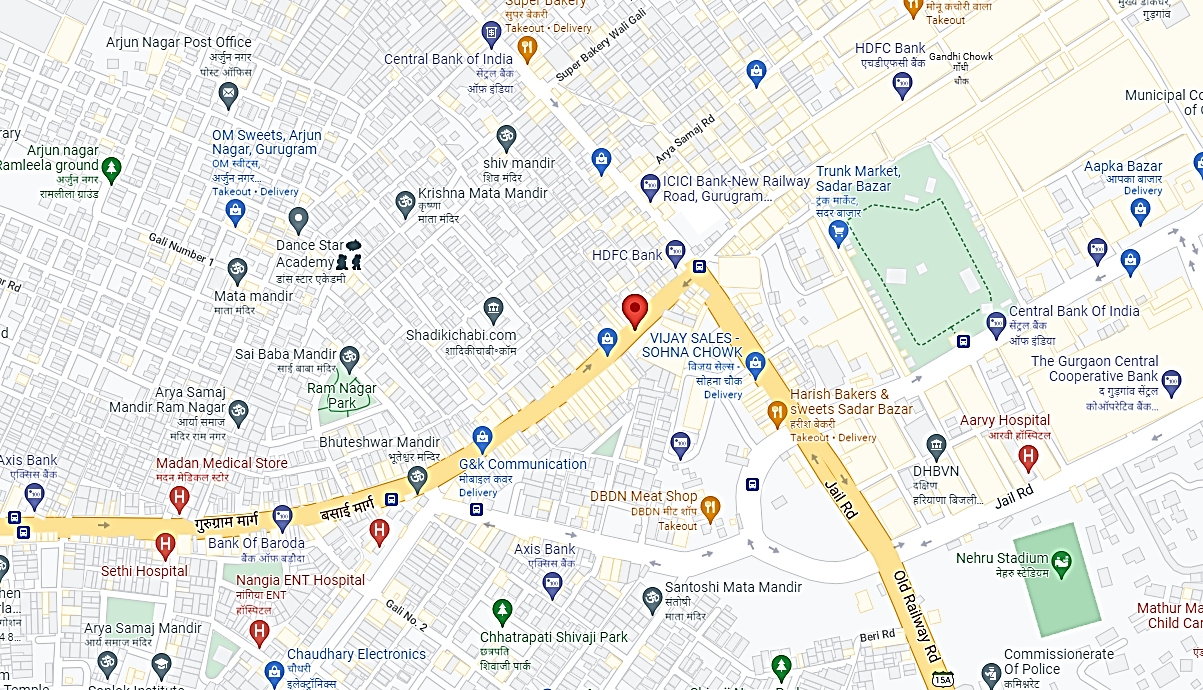 Super Bakery
सुपर बेकरी
Takeout • Delivery
Super Bakery Wali Gali
मोनू कचोरी वाला
Takeout
गुड़गांव
Arjun Nagar Post Office
अर्जुन नगर
पोस्ट ऑफिस
Central Bank of India
सेंट्रल बैंक
ऑफ़ इंडिया
HDFC Bank
एचडीएफसी बैंक
Gandhi Chowk
गाँधी
चौक
Municipal Co
of
OM Sweets, Arjun
Nagar, Gurugram
OM स्वीट्स,
अर्जुन नगर...
Takeout • Delivery
Arjun nagar
Ramleela ground
अर्जुन नगर
रामलीला ग्राउंड
shiv mandir
शिव मंदिर
Arya Samaj Rd
Krishna Mata Mandir
कृष्णा
माता मंदिर
ICICI Bank-New Railway
Road, Gurugram...
Trunk Market,
Sadar Bazar
ट्रंक मार्केट,
सदर बाज़ार
Aapka Bazar
आपका बाजार
Delivery
Gali Number 1
Dance Star
Academy
डांस स्टार एकेडमी
HDFC Bank
Mata mandir
माता मंदिर
Shadikichabi.com
शादिकीचाबी•कॉम
VIJAY SALES -
SOHNA CHOWK
विजय सेल्स -
सोहना चौक
Delivery
Central Bank Of India
सेंट्रल बैंक
ऑफ़ इंडिया
Sai Baba Mandir
साई बाबा मंदिर
Ram Nagar
Park
The Gurgaon Central
Cooperative Bank
द गुड़गांव सेंट्रल
कोऑपरेटिव बैंक...
Arya Samaj
Mandir Ram Nagar
आर्या समाज
मंदिर राम नगर
Harish Bakers &
sweets Sadar Bazar
हरीश बेकरी
Takeout • Delivery
Aarvy Hospital
आरवी हॉस्पिटल
Bhuteshwar Mandir
भूतेश्वर मन्दिर
Axis Bank
एक्सिस बैंक
Madan Medical Store
मदन मेडिकल स्टोर
G&k Communication
मोबाइल कवर
Delivery
DHBVN
दक्षिण
हरियाणा बिजली...
DBDN Meat Shop
DBDN मीट शॉप
Takeout
Jail Rd
Jail Rd
गुरुग्राम मार्ग
बसाई मार्ग
Bank Of Baroda
बैंक ऑफ़ बड़ौदा
Axis Bank
एक्सिस बैंक
Nehru Stadium
नेहरु स्टेडियम
Sethi Hospital
Nangia ENT Hospital
नांगिया ENT
हॉस्पिटल
Santoshi Mata Mandir
संतोषी
माता मंदिर
Old Railway Rd
Gali No. 2
Mathur Ma
Child Car
Arya Samaj Mandir
आर्य समाज मंदिर
Chhatrapati Shivaji Park
छत्रपति
शिवाजी पार्क
Beri Rd
Chaudhary Electronics
चौधरी
इलेक्ट्रॉनिक्स
Commissionerate
Of Police
कमिश्नरेट
15A